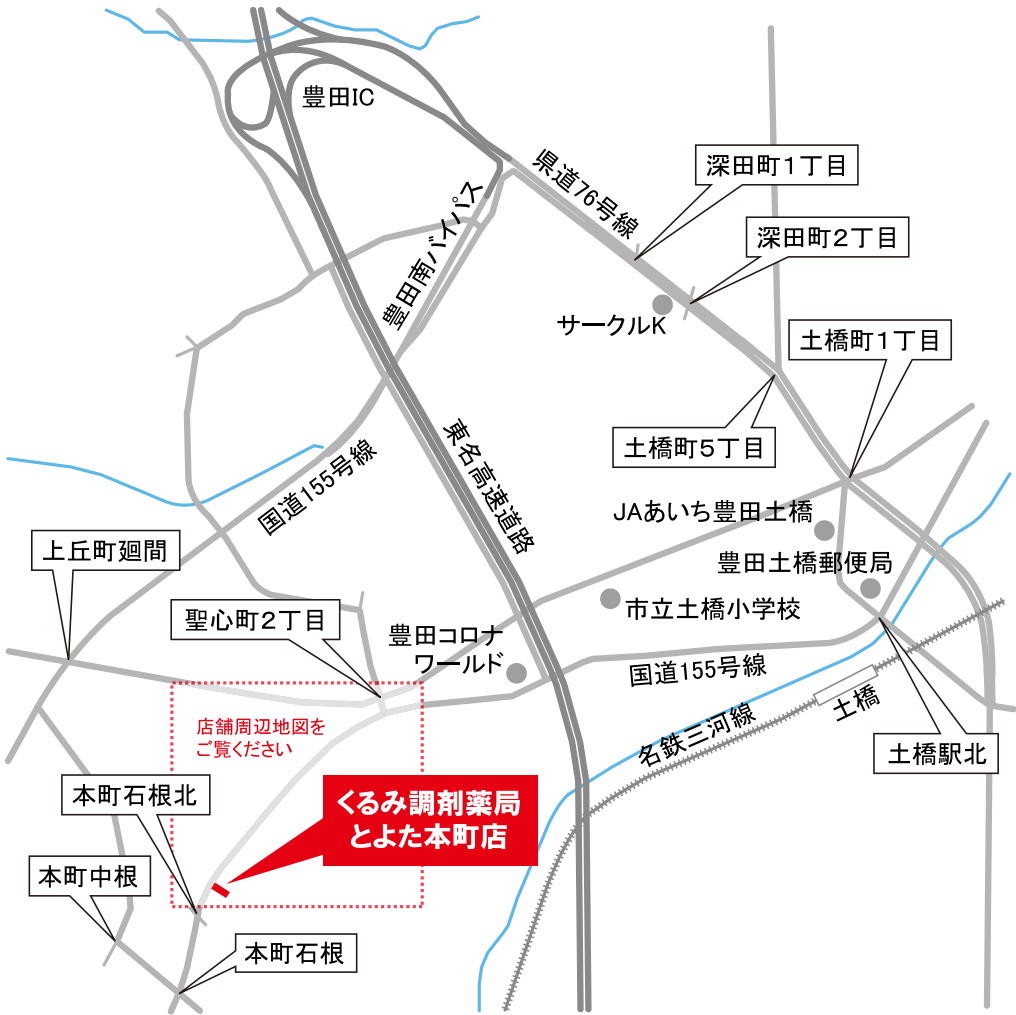 豊田IC
県道76号線
深田町1丁目
豊田南バイパス
深田町2丁目
サークルK
土橋町1丁目
土橋町5丁目
東名高速道路
国道155号線
JAあいち豊田土橋
上丘町廻間
豊田土橋郵便局
聖心町2丁目
市立土橋小学校
豊田コロナ
ワールド
国道155号線
土橋
名鉄三河線
店舗周辺地図を
ご覧ください
土橋駅北
本町石根北
くるみ調剤薬局
とよた本町店
本町中根
本町石根